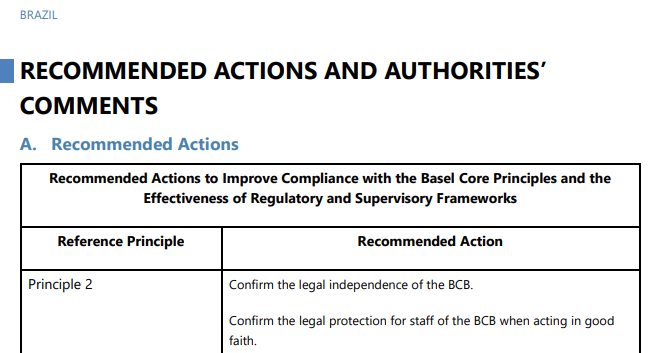 BRAZIL
RECOMMENDED ACTIONS AND AUTHORITIES’
COMMENTS
A. Recommended Actions
Recommended Actions to Improve Compliance with the Basel Core Principles and the
Effectiveness of Regulatory and Supervisory Frameworks
Reference Principle
Recommended Action
Principle 2
Confirm the legal independence of the BCB.
Confirm the legal protection for staff of the BCB when acting in good
faith.